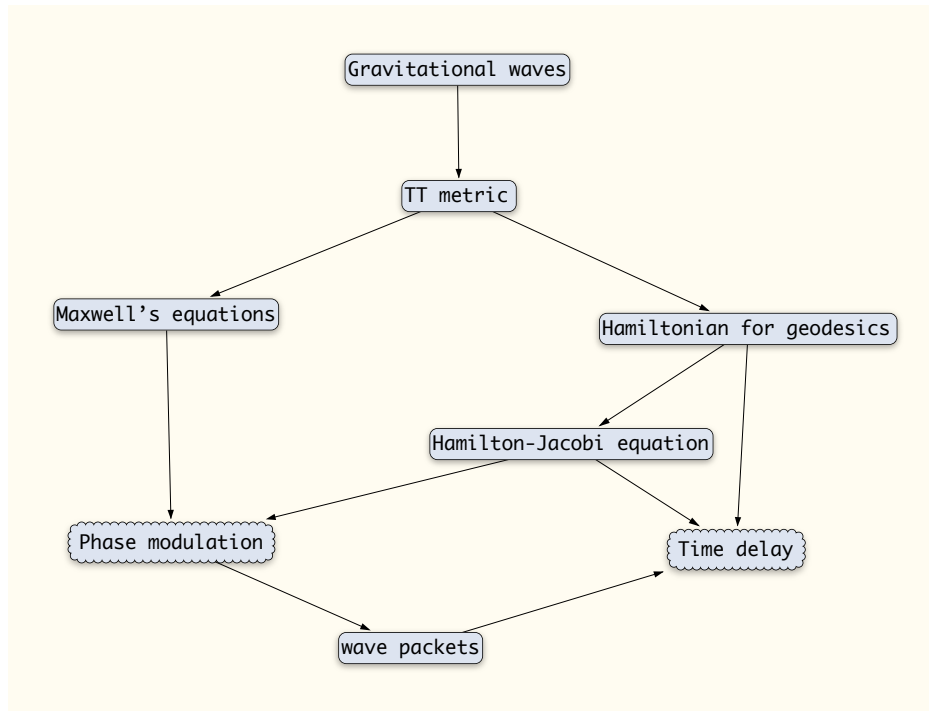 Gravitational waves
TT metric
Maxwell’s equations
Hamiltonian for geodesics
Hamilton-Jacobi equation
Phase modulation
Time delay
wave packets